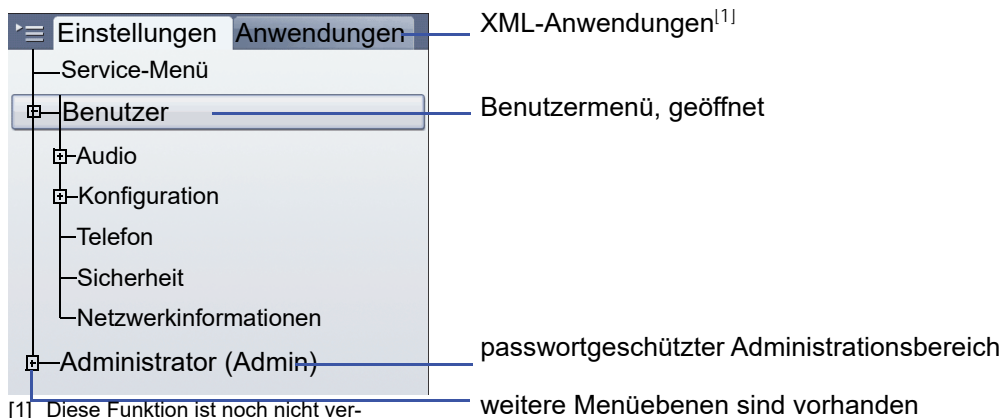 Einstellungen Anwendungen XML-Anwendungen[1]
Service-Menü
Benutzer Benutzermenü, geöffnet
Audio
Konfiguration
Telefon
Sicherheit
Netzwerkinformationen
Administrator (Admin) passwortgeschützter Administrationsbereich
weitere Menüebenen sind vorhanden
[1] Diese Funktion ist noch nicht ver-